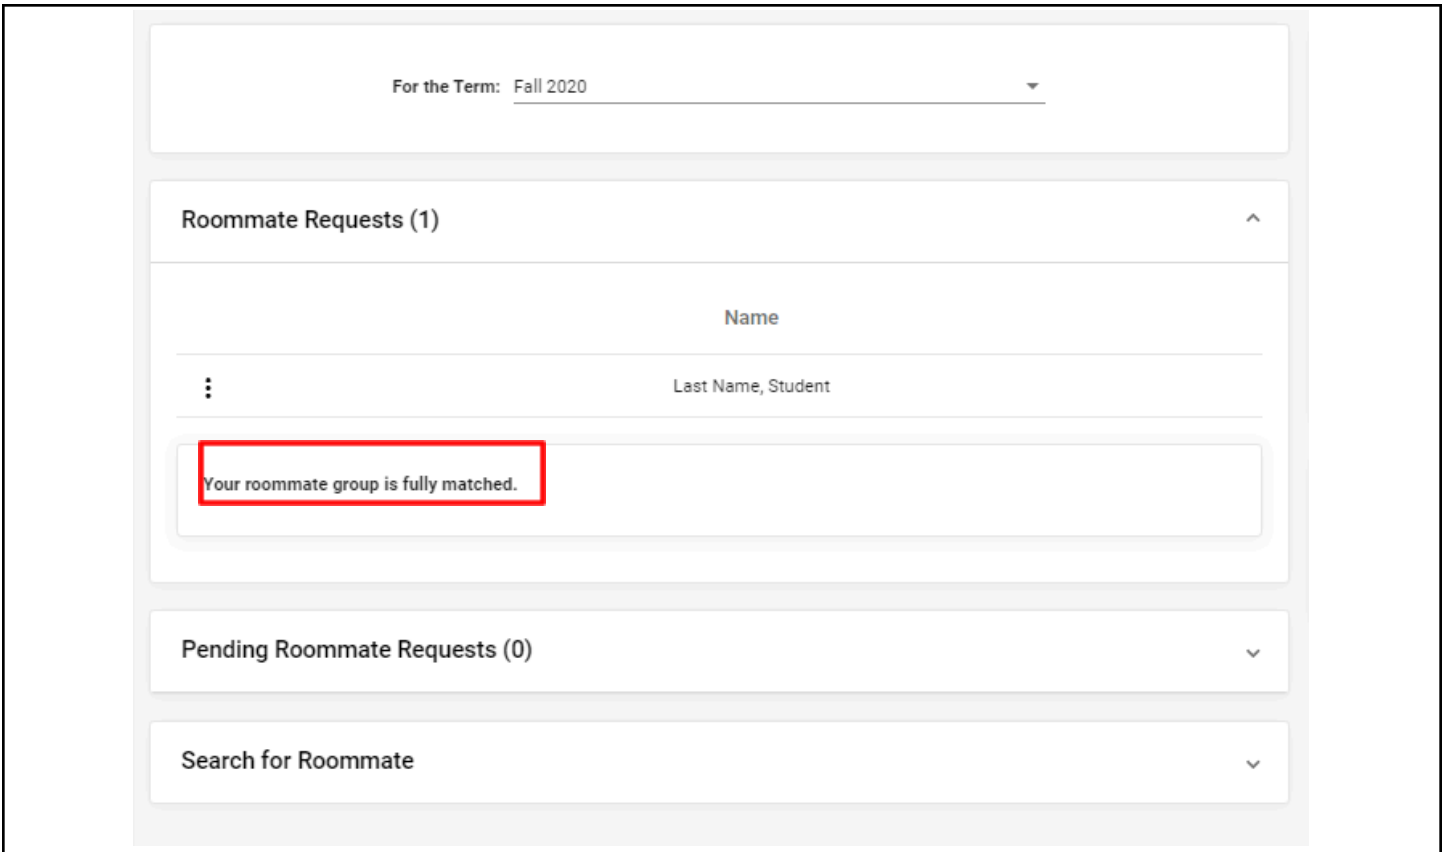 For the Term: Fall 2020
Roommate Requests (1)
Name
Last Name, Student
Your roommate group is fully matched.
Pending Roommate Requests (0)
Search for Roommate